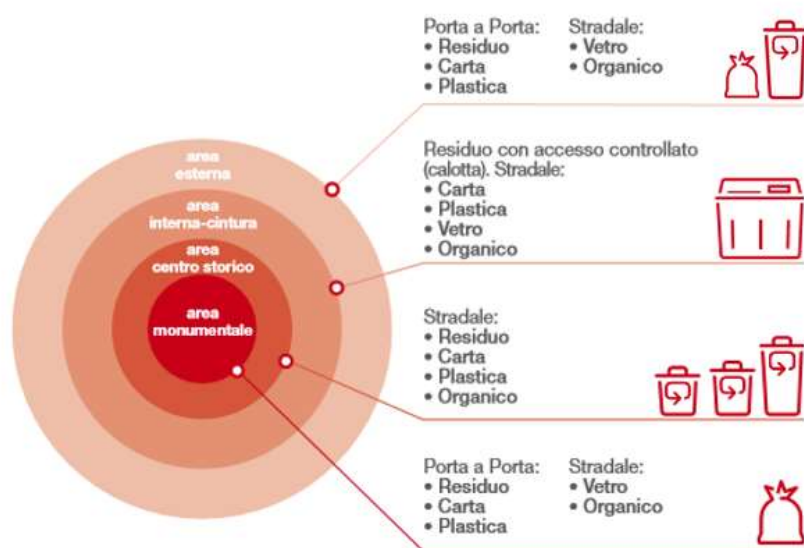 Porta a Porta:
• Residuo
• Carta
• Plastica
Stradale:
• Vetro
• Organico
area
esterna
area
interna-cintura
area
centro storico
area
monumentale
Residuo con accesso controllato
(calotta). Stradale:
• Carta
• Plastica
• Vetro
• Organico
Stradale:
• Residuo
• Carta
• Plastica
• Organico
Porta a Porta:
• Residuo
• Carta
• Plastica
Stradale:
• Vetro
• Organico